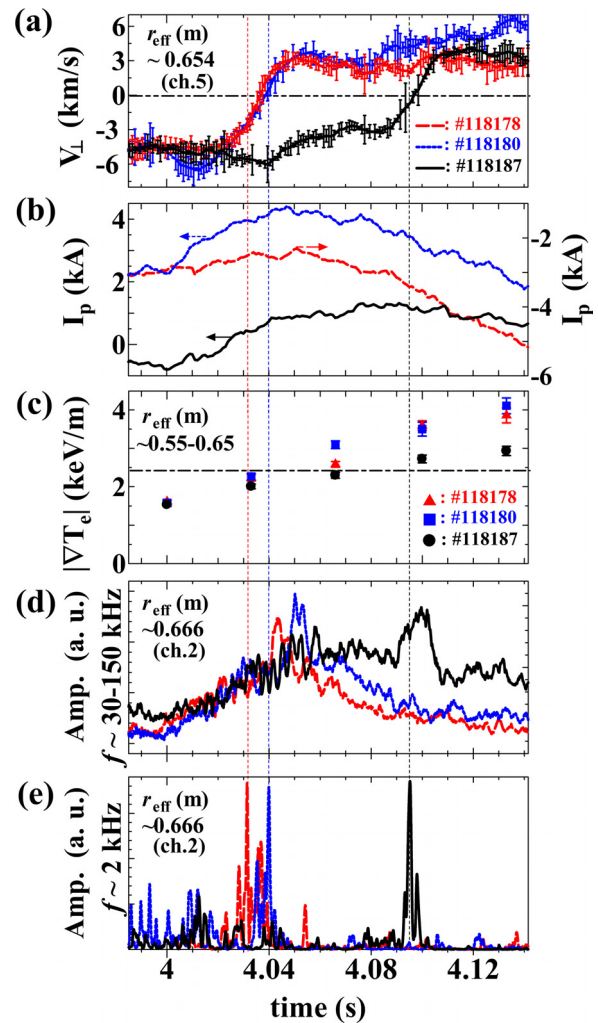 (a)
r_eff (m)
~ 0.654
(ch.5)
V⊥ (km/s)
6
3
0
-3
-6
: #118178
: #118180
: #118187
(b)
I_p (kA)
4
2
0
-2
-4
-6
I_p (kA)
(c)
r_eff (m)
~0.55-0.65
|∇T_e| (keV/m)
4
2
0
: #118178
: #118180
: #118187
(d)
r_eff (m)
~0.666
(ch.2)
Amp. (a. u.)
f ~ 30-150 kHz
(e)
r_eff (m)
~0.666
(ch.2)
Amp. (a. u.)
f ~ 2 kHz
4 4.04 4.08 4.12
time (s)